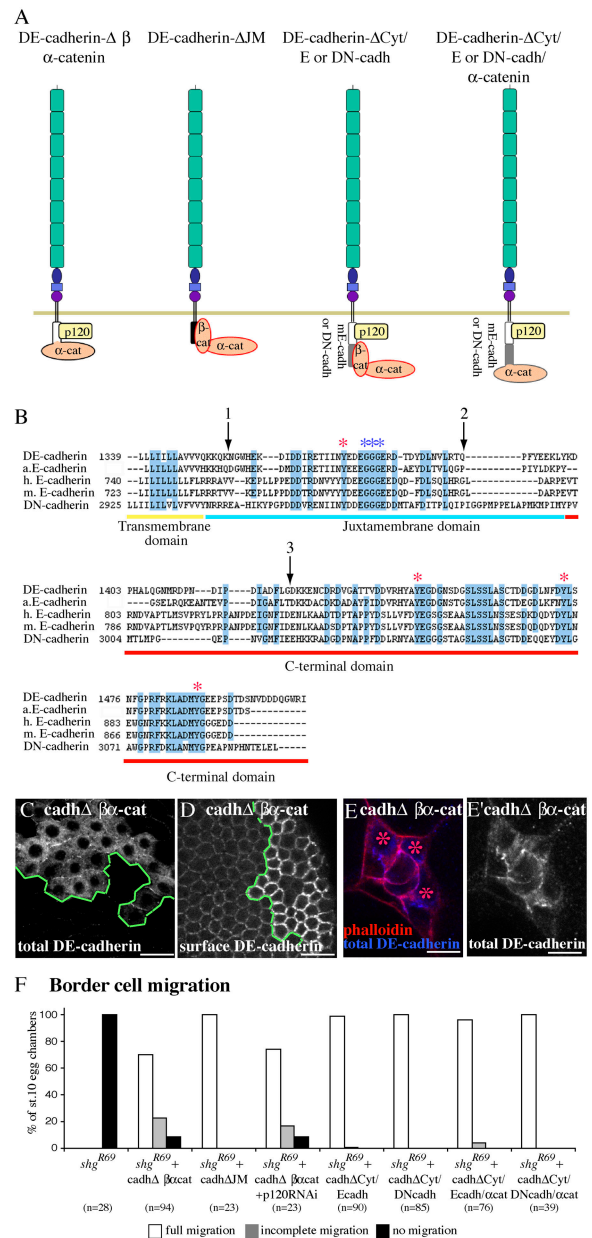 A
DE-cadherin-Δ β α-catenin
DE-cadherin-ΔJM
DE-cadherin-ΔCyt/ E or DN-cadh
DE-cadherin-ΔCyt/ E or DN-cadh/ α-catenin
p120
α-cat
β-cat
α-cat
mE-cadh or DN-cadh
p120
β-cat
α-cat
mE-cadh or DN-cadh
p120
α-cat
B
1
2
* *** 
DE-cadherin 1339
a.E-cadherin
h. E-cadherin 740
m. E-cadherin 723
DN-cadherin 2925
Transmembrane domain
Juxtamembrane domain
3
* *
DE-cadherin 1403
a.E-cadherin
h. E-cadherin 803
m. E-cadherin 786
DN-cadherin 3004
C-terminal domain
*
DE-cadherin 1476 NFGPRFRKLADMYGEEPSDTDSNVDDDQGWRI
a.E-cadherin NFGPRFRKLADMYGEEPSDTDS----------
h. E-cadherin 883 EWGNRFKKLADMYGGGEDD-------------
m. E-cadherin 866 EWGNRFKKLADMYGGGEDD-------------
DN-cadherin 3071 AWGPRFDKLANMYGPEAPNPHNTELEL-----
C-terminal domain
C cadhΔ βα-cat
total DE-cadherin
D cadhΔ βα-cat
surface DE-cadherin
E cadhΔ βα-cat
* * *
phalloidin
total DE-cadherin
E' cadhΔ βα-cat
total DE-cadherin
F Border cell migration
% of st.10 egg chambers
100
80
60
40
20
0
shgR69 (n=28)
shgR69 + cadhΔ βαcat (n=94)
shgR69 + cadhΔJM (n=23)
shgR69 + cadhΔ βαcat +p120RNAi (n=23)
shgR69 + cadhΔCyt/ Ecadh (n=90)
shgR69 + cadhΔCyt/ DNcadh (n=85)
shgR69 + cadhΔCyt/ Ecadh/αcat (n=76)
shgR69 + cadhΔCyt/ DNcadh/αcat (n=39)
full migration
incomplete migration
no migration